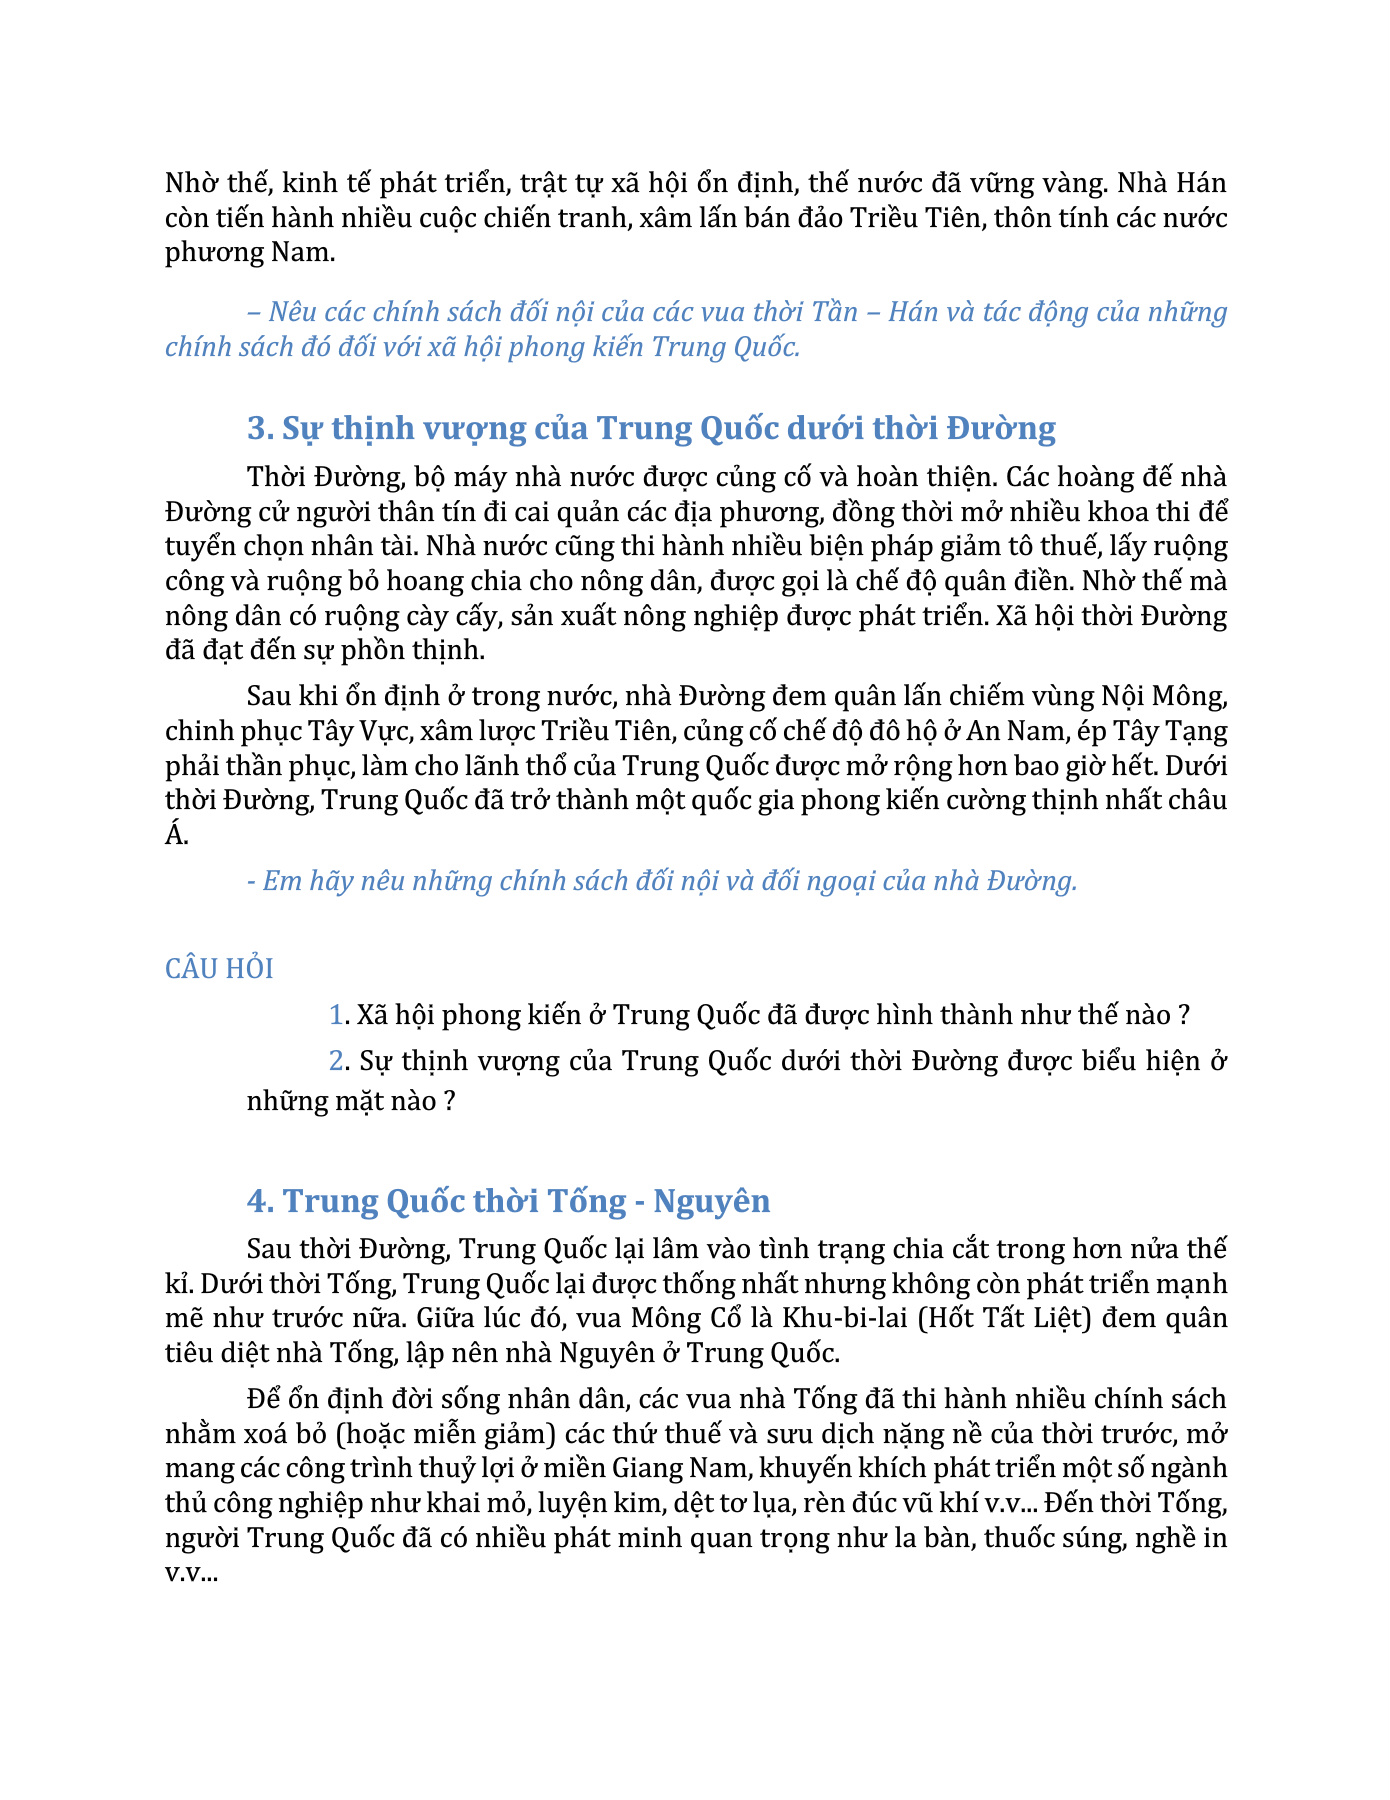 Nhờ thế, kinh tế phát triển, trật tự xã hội ổn định, thế nước đã vững vàng. Nhà Hán
còn tiến hành nhiều cuộc chiến tranh, xâm lấn bán đảo Triều Tiên, thôn tính các nước
phương Nam.
– Nêu các chính sách đối nội của các vua thời Tần – Hán và tác động của những
chính sách đó đối với xã hội phong kiến Trung Quốc.
3. Sự thịnh vượng của Trung Quốc dưới thời Đường
Thời Đường, bộ máy nhà nước được củng cố và hoàn thiện. Các hoàng đế nhà
Đường cử người thân tín đi cai quản các địa phương, đồng thời mở nhiều khoa thi để
tuyển chọn nhân tài. Nhà nước cũng thi hành nhiều biện pháp giảm tô thuế, lấy ruộng
công và ruộng bỏ hoang chia cho nông dân, được gọi là chế độ quân điền. Nhờ thế mà
nông dân có ruộng cày cấy, sản xuất nông nghiệp được phát triển. Xã hội thời Đường
đã đạt đến sự phồn thịnh.
Sau khi ổn định ở trong nước, nhà Đường đem quân lấn chiếm vùng Nội Mông,
chinh phục Tây Vực, xâm lược Triều Tiên, củng cố chế độ đô hộ ở An Nam, ép Tây Tạng
phải thần phục, làm cho lãnh thổ của Trung Quốc được mở rộng hơn bao giờ hết. Dưới
thời Đường, Trung Quốc đã trở thành một quốc gia phong kiến cường thịnh nhất châu
Á.
- Em hãy nêu những chính sách đối nội và đối ngoại của nhà Đường.
CÂU HỎI
1. Xã hội phong kiến ở Trung Quốc đã được hình thành như thế nào ?
2. Sự thịnh vượng của Trung Quốc dưới thời Đường được biểu hiện ở
những mặt nào ?
4. Trung Quốc thời Tống - Nguyên
Sau thời Đường, Trung Quốc lại lâm vào tình trạng chia cắt trong hơn nửa thế
kỉ. Dưới thời Tống, Trung Quốc lại được thống nhất nhưng không còn phát triển mạnh
mẽ như trước nữa. Giữa lúc đó, vua Mông Cổ là Khu-bi-lai (Hốt Tất Liệt) đem quân
tiêu diệt nhà Tống, lập nên nhà Nguyên ở Trung Quốc.
Để ổn định đời sống nhân dân, các vua nhà Tống đã thi hành nhiều chính sách
nhằm xoá bỏ (hoặc miễn giảm) các thứ thuế và sưu dịch nặng nề của thời trước, mở
mang các công trình thuỷ lợi ở miền Giang Nam, khuyến khích phát triển một số ngành
thủ công nghiệp như khai mỏ, luyện kim, dệt tơ lụa, rèn đúc vũ khí v.v... Đến thời Tống,
người Trung Quốc đã có nhiều phát minh quan trọng như la bàn, thuốc súng, nghề in
v.v...